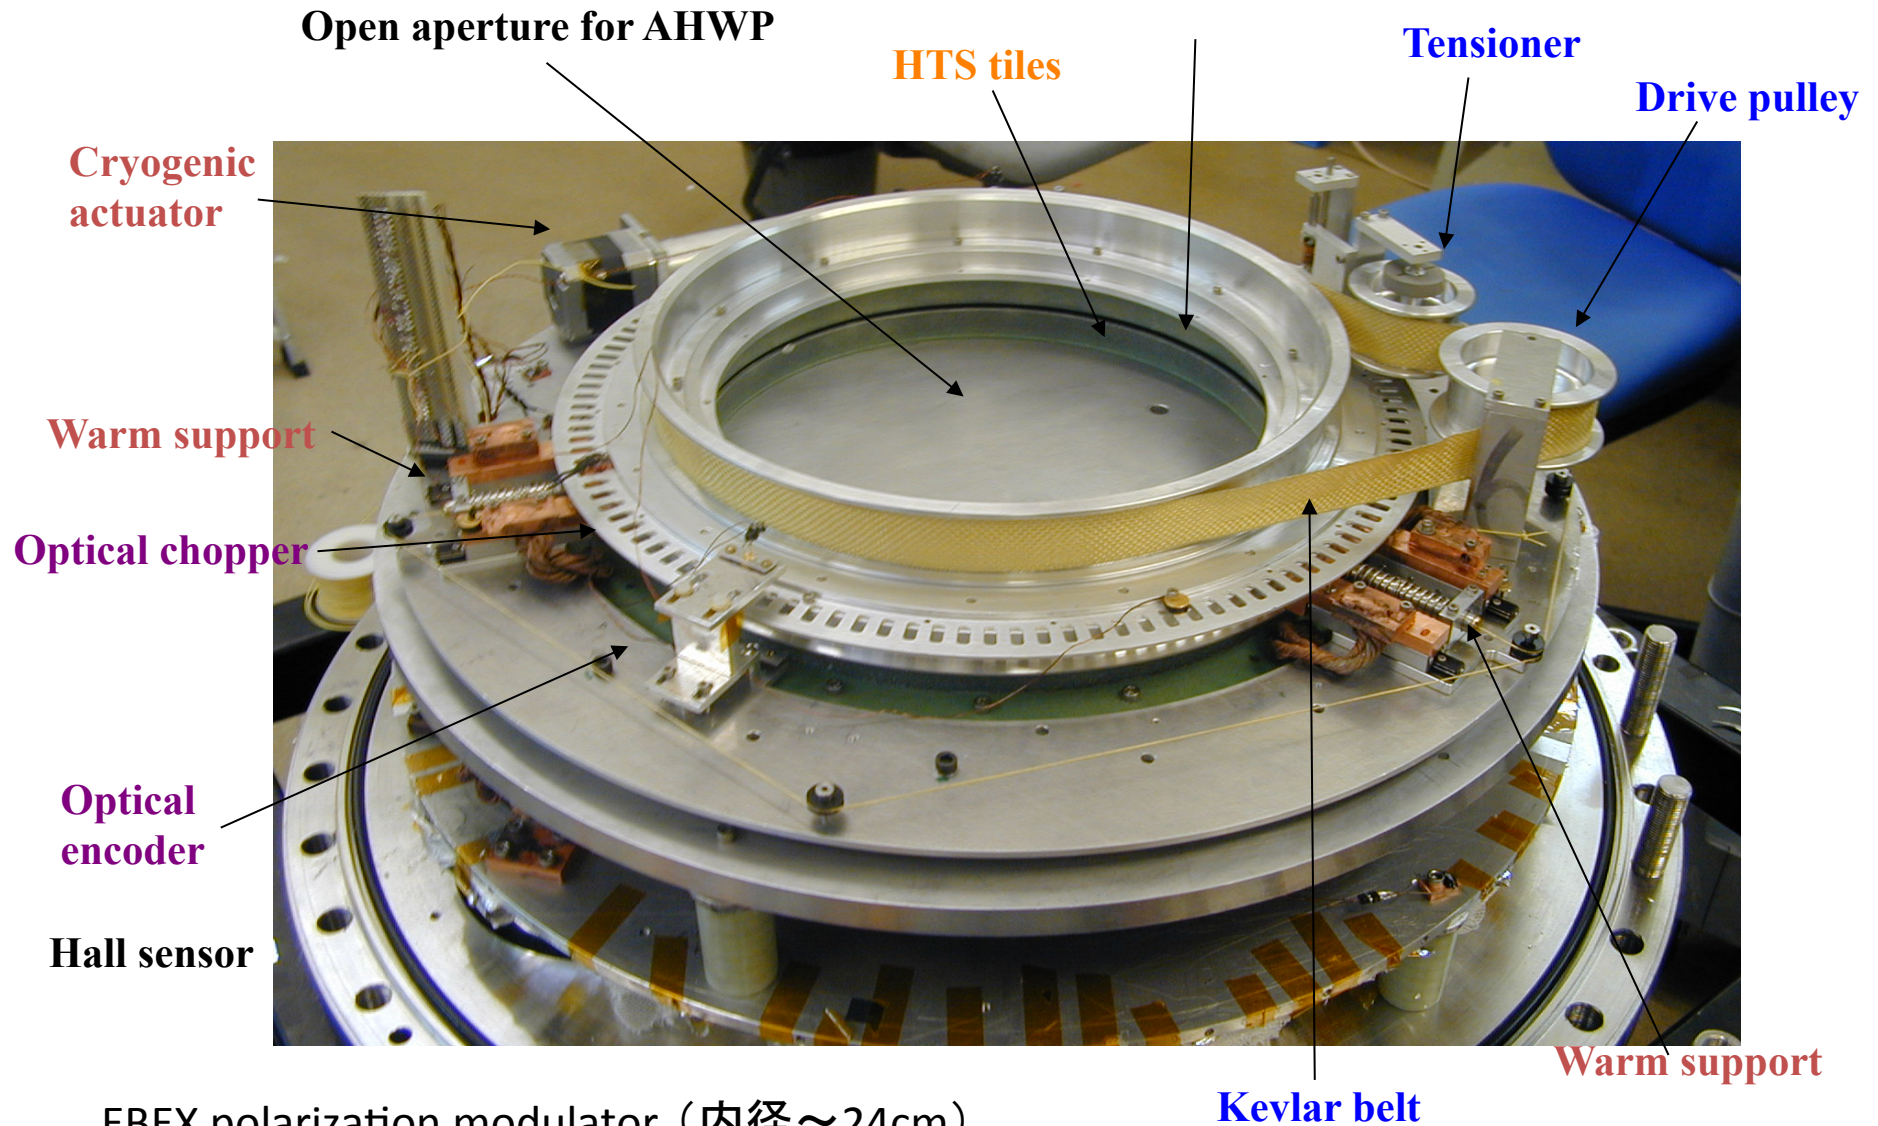 Open aperture for AHWP
HTS tiles
Tensioner
Drive pulley
Cryogenic
actuator
Warm support
Optical chopper
Optical
encoder
Hall sensor
Warm support
Kevlar belt
EBEX polarization modulator（内径～24cm）